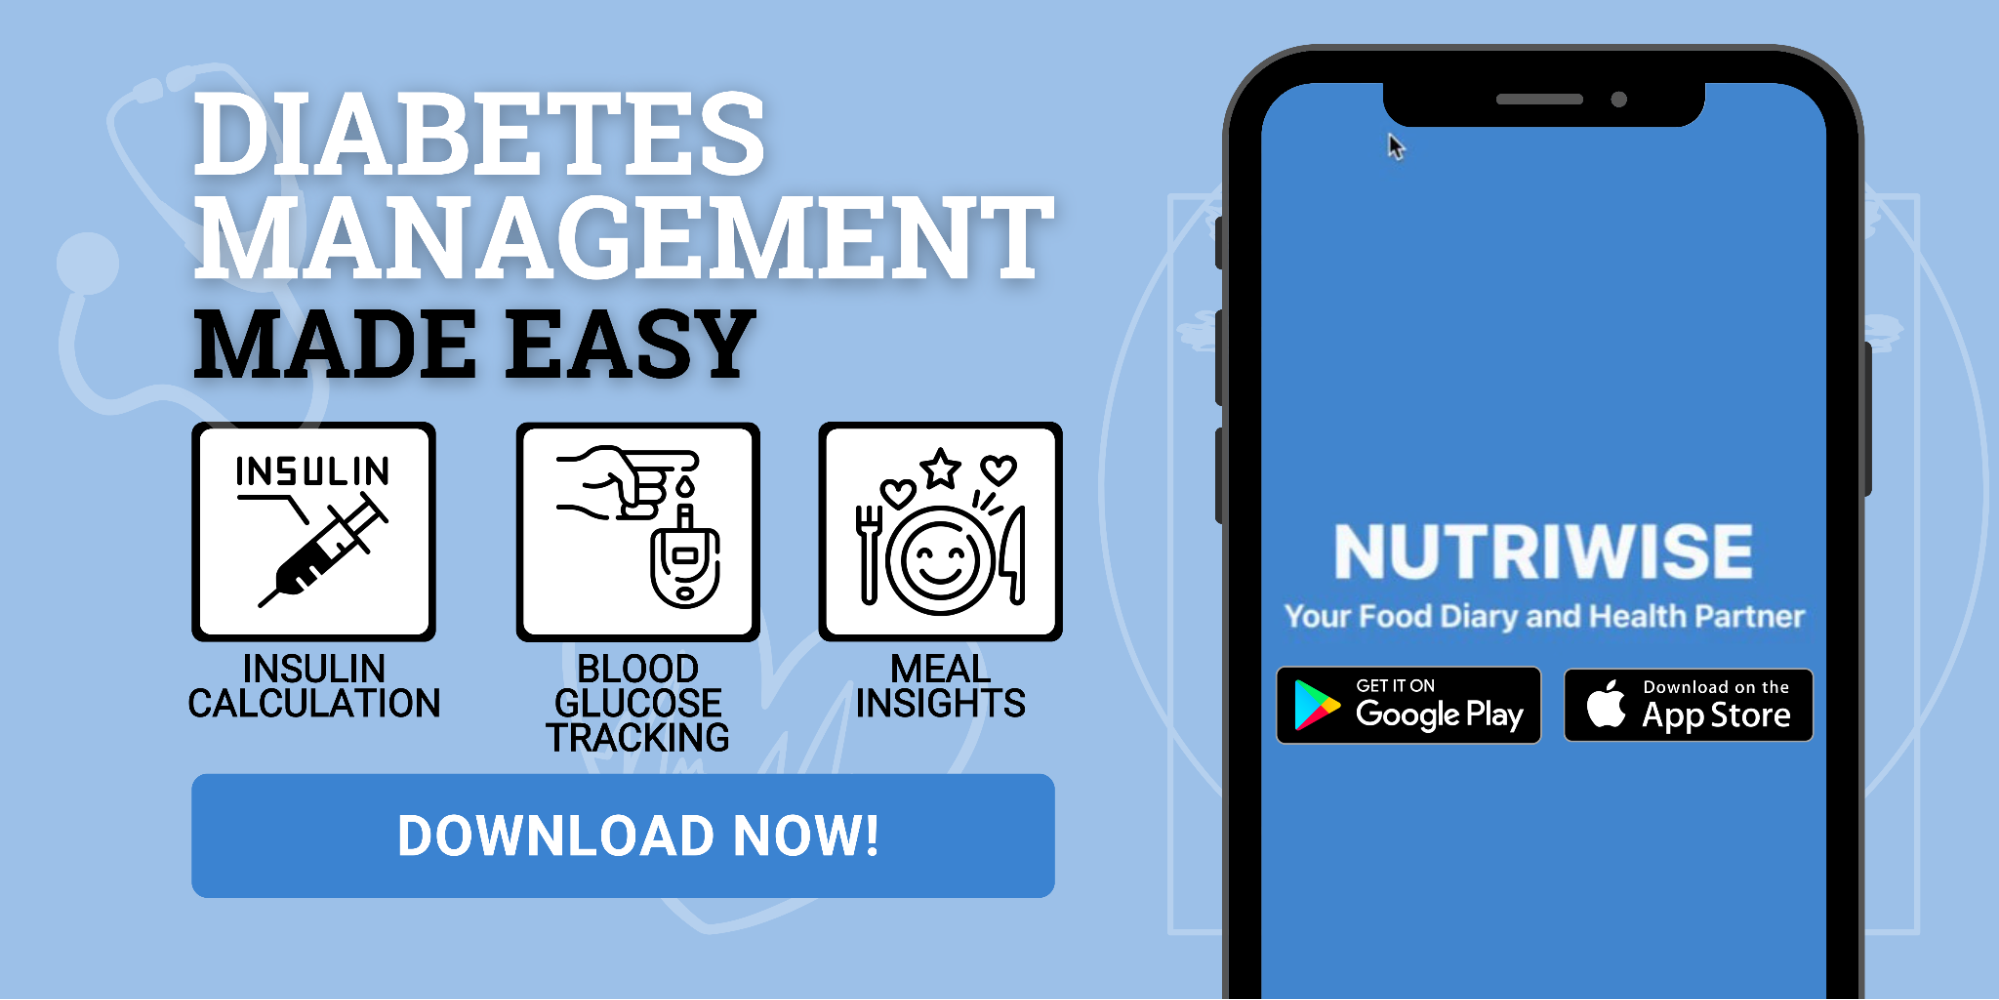 DIABETES
MANAGEMENT
MADE EASY
INSULIN
INSULIN
CALCULATION
BLOOD
GLUCOSE
TRACKING
MEAL
INSIGHTS
DOWNLOAD NOW!
NUTRIWISE
Your Food Diary and Health Partner
GET IT ON
Google Play
Download on the
App Store